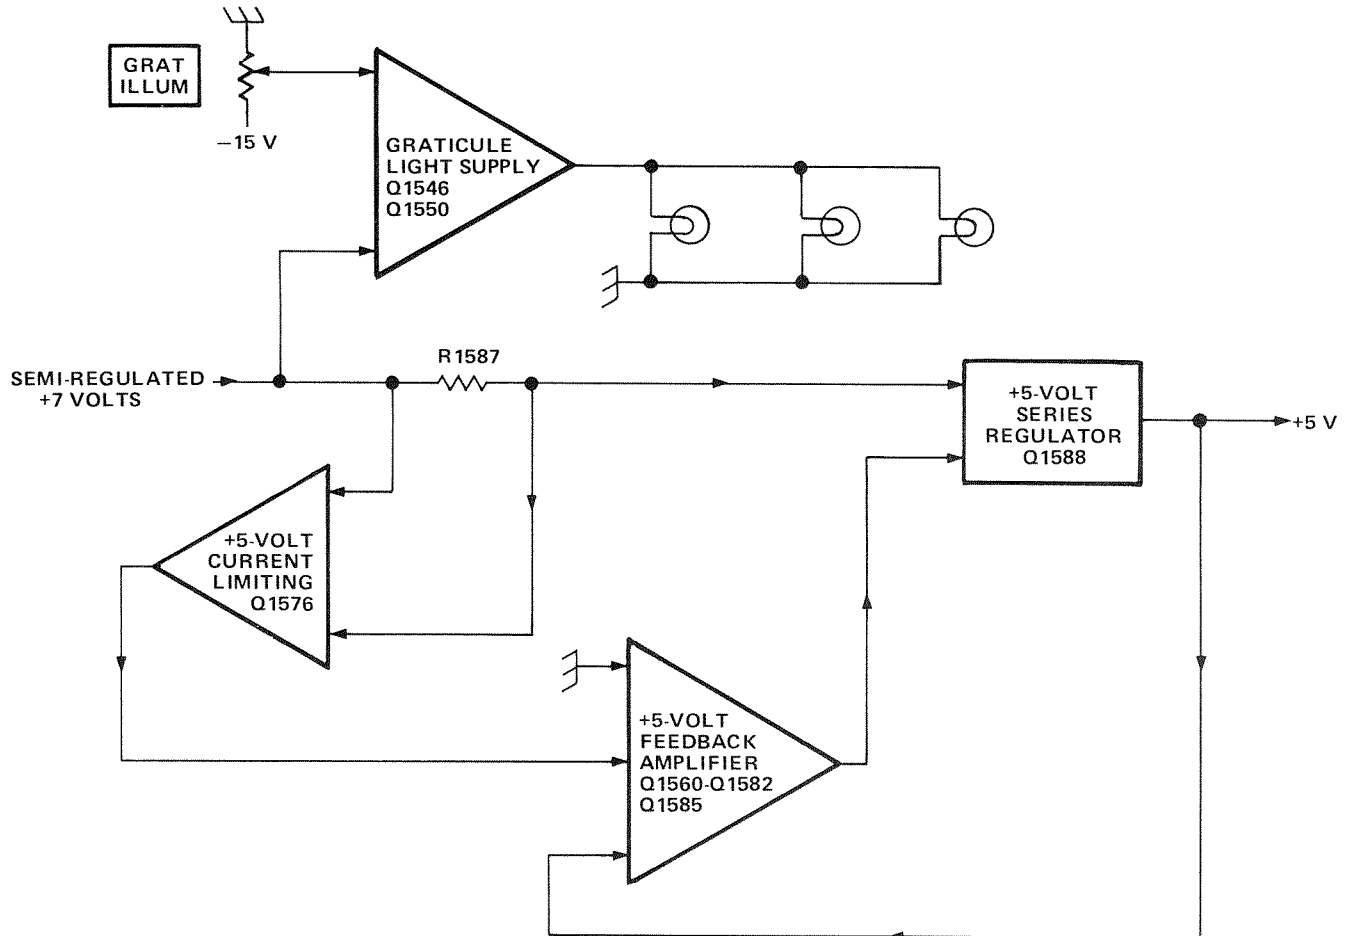 GRAT
ILLUM
−15 V
GRATICULE
LIGHT SUPPLY
Q1546
Q1550
R1587
SEMI-REGULATED
+7 VOLTS
+5-VOLT
SERIES
REGULATOR
Q1588
+5 V
+5-VOLT
CURRENT
LIMITING
Q1576
+5-VOLT
FEEDBACK
AMPLIFIER
Q1560-Q1582
Q1585